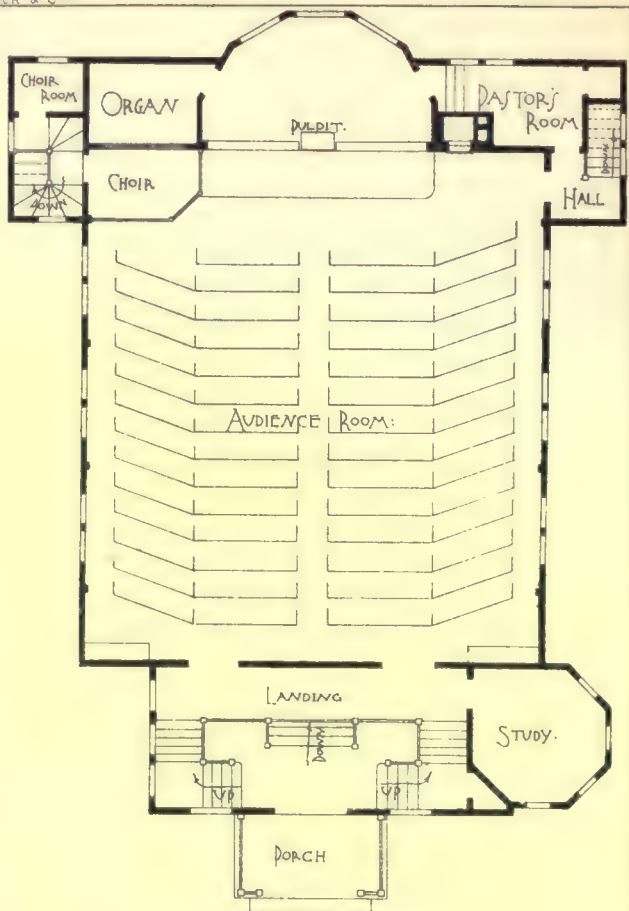 CHOIR
ROOM
ORGAN
PULPIT.
PASTOR'S
ROOM
DOWN
HALL
CHOIR
DOWN
AUDIENCE ROOM:
LANDING
DOWN
STUDY.
UP
UP
PORCH